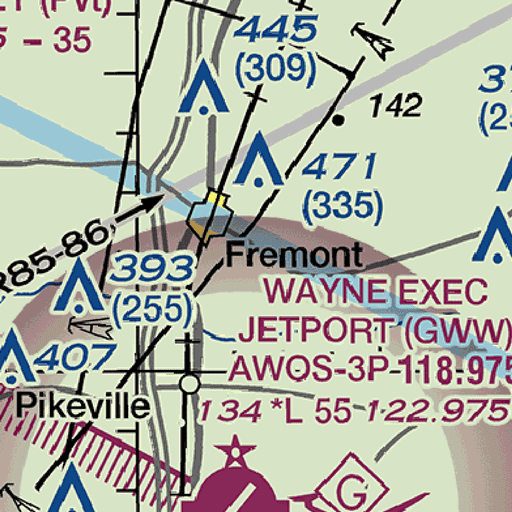 (Pvt)
- 35
445
(309)
142
471
(335)
R85-86
Fremont
393
(255)
WAYNE EXEC
JETPORT (GWW)
407
AWOS-3P 118.975
Pikeville
134 *L 55 122.975
G